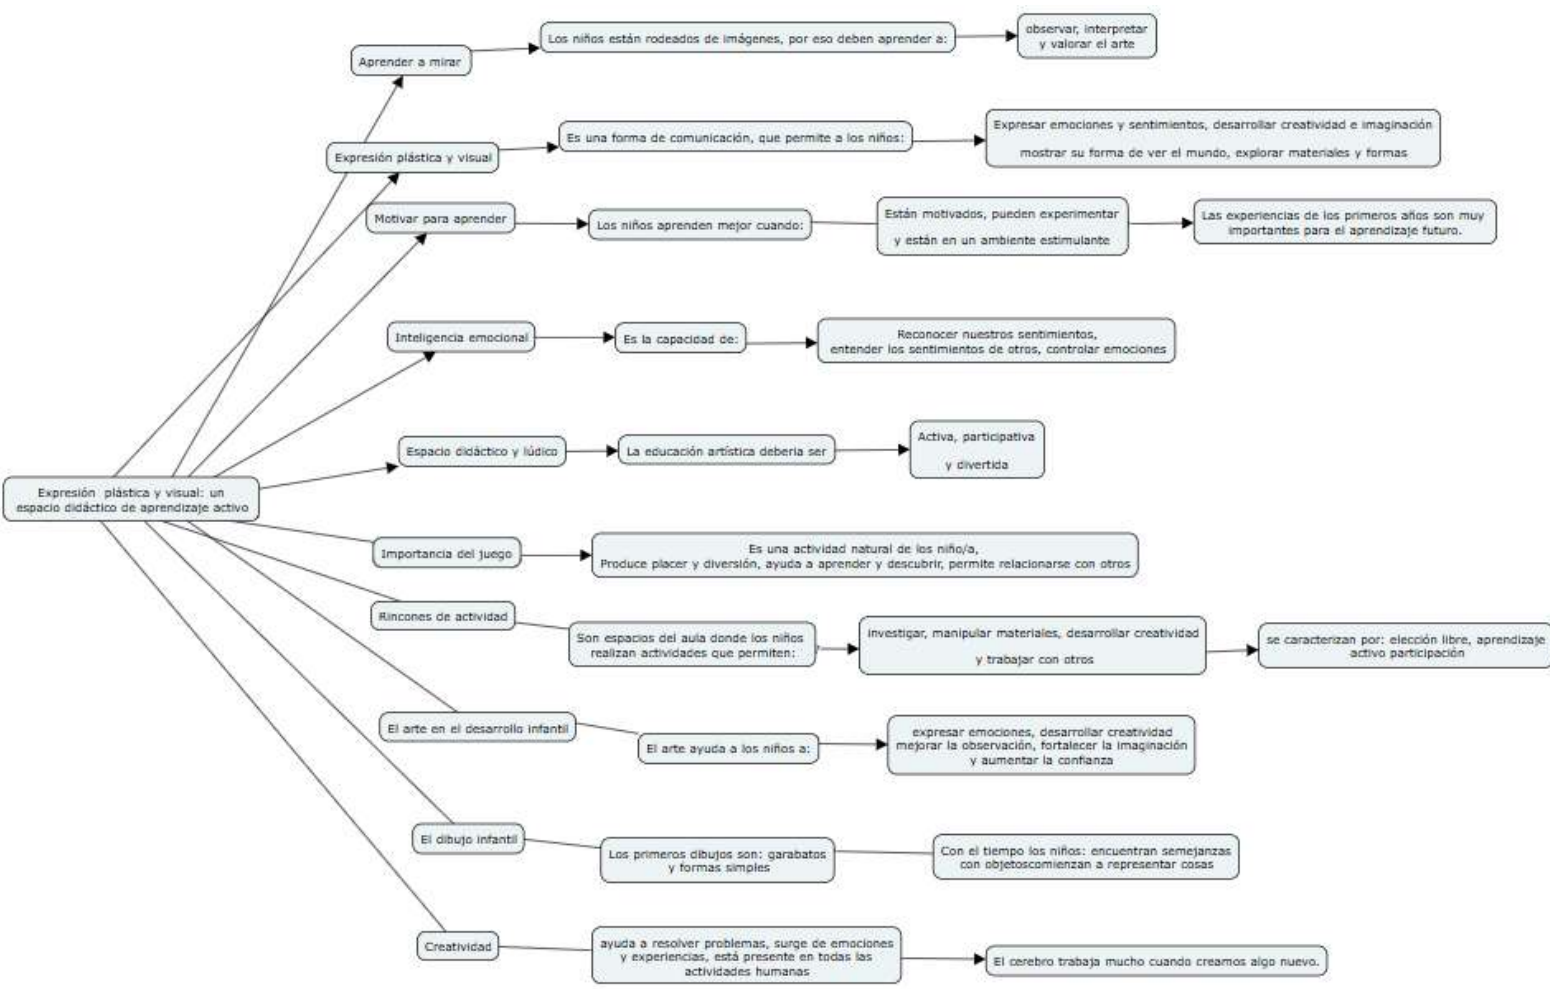 Aprender a mirar
Los niños están rodeados de imágenes, por eso deben aprender a:
observar, interpretar
y valorar el arte
Expresión plástica y visual
Es una forma de comunicación, que permite a los niños:
Expresar emociones y sentimientos, desarrollar creatividad e imaginación
mostrar su forma de ver el mundo, explorar materiales y formas
Motivar para aprender
Los niños aprenden mejor cuando:
Están motivados, pueden experimentar
y están en un ambiente estimulante
Las experiencias de los primeros años son muy
importantes para el aprendizaje futuro.
Inteligencia emocional
Es la capacidad de:
Reconocer nuestros sentimientos,
entender los sentimientos de otros, controlar emociones
Espacio didáctico y lúdico
La educación artística deberia ser
Activa, participativa
y divertida
Expresión plástica y visual: un
espacio didáctico de aprendizaje activo
Importancia del juego
Es una actividad natural de los niño/a,
Produce placer y diversión, ayuda a aprender y descubrir, permite relacionarse con otros
Rincones de actividad
Son espacios del aula donde los niños
realizan actividades que permiten:
investigar, manipular materiales, desarrollar creatividad
y trabajar con otros
se caracterizan por: elección libre, aprendizaje
activo participación
El arte en el desarrollo infantil
El arte ayuda a los niños a:
expresar emociones, desarrollar creatividad
mejorar la observación, fortalecer la imaginación
y aumentar la confianza
El dibujo infantil
Los primeros dibujos son: garabatos
y formas simples
Con el tiempo los niños: encuentran semejanzas
con objetoscomienzan a representar cosas
Creatividad
ayuda a resolver problemas, surge de emociones
y experiencias, está presente en todas las
actividades humanas
El cerebro trabaja mucho cuando creamos algo nuevo.